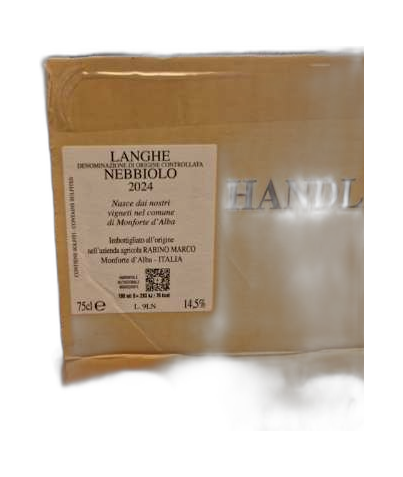 LANGHE
DENOMINAZIONE DI ORIGINE CONTROLLATA
NEBBIOLO
2024
Nasce dai nostri
vigneti nel comune
di Monforte d'Alba
Imbottigliato all'origine
nell'azienda agricola RABINO MARCO
Monforte d'Alba - ITALIA
75cl e
L. 9LN
14,5%
HANDL